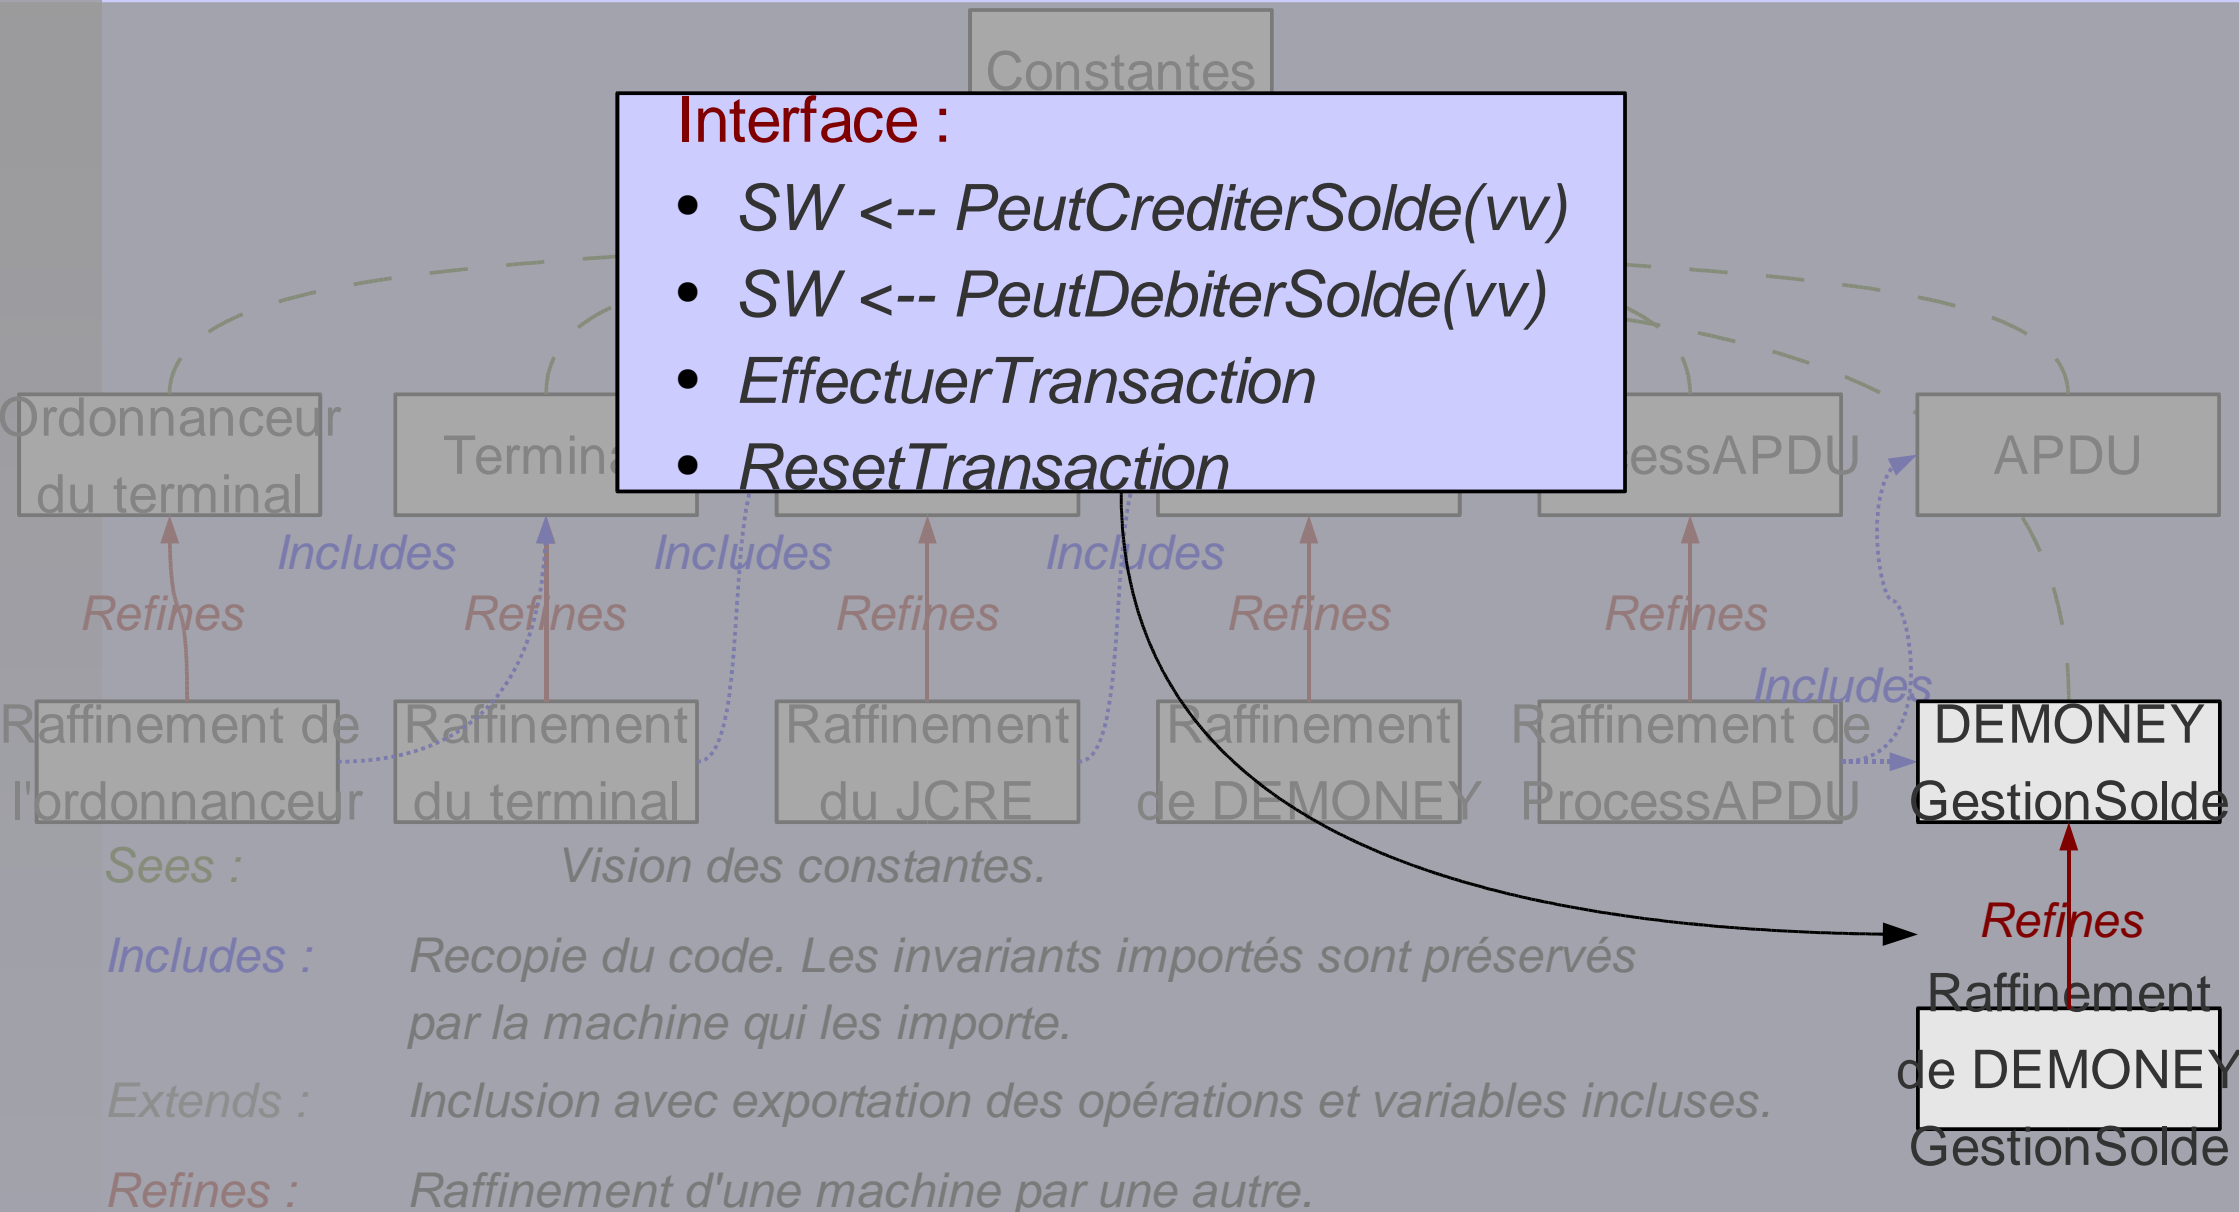 Constantes
Interface :
• SW <-- PeutCrediterSolde(vv)
• SW <-- PeutDebiterSolde(vv)
• EffectuerTransaction
• ResetTransaction
Ordonnanceur
du terminal
APDU
Includes
Includes
Includes
Refines
Refines
Refines
Refines
Refines
Includes
Raffinement de
l'ordonnanceur
Raffinement
du terminal
Raffinement
du JCRE
Raffinement
de DEMONEY
Raffinement de
ProcessAPDU
DEMONEY
GestionSolde
Refines
Raffinement
de DEMONEY
GestionSolde
Sees : Vision des constantes.
Includes : Recopie du code. Les invariants importés sont préservés
par la machine qui les importe.
Extends : Inclusion avec exportation des opérations et variables incluses.
Refines : Raffinement d'une machine par une autre.